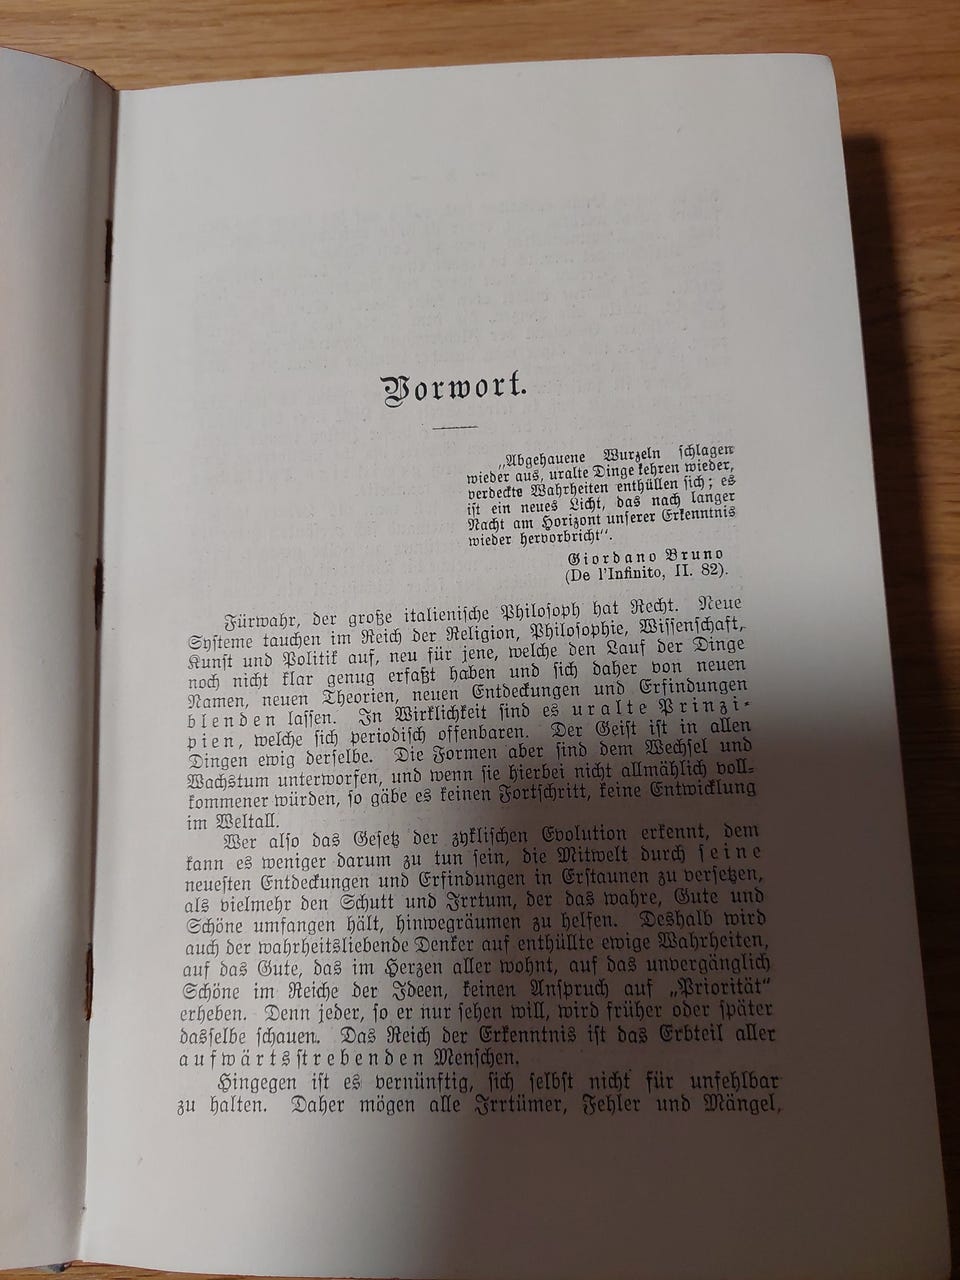 Vorwort.
„Abgehauene Wurzeln schlagen
wieder aus, uralte Dinge kehren wieder,
verdeckte Wahrheiten enthüllen sich; es
ist ein neues Licht, das nach langer
Nacht am Horizont unserer Erkenntnis
wieder hervorbricht“.
Giordano Bruno
(De l'Infinito, II. 82).
Fürwahr, der große italienische Philosoph hat Recht. Neue
Systeme tauchen im Reich der Religion, Philosophie, Wissenschaft,
Kunst und Politik auf, neu für jene, welche den Lauf der Dinge
noch nicht klar genug erfaßt haben und sich daher von neuen
Namen, neuen Theorien, neuen Entdeckungen und Erfindungen
blenden lassen. In Wirklichkeit sind es uralte Prinzi-
pien, welche sich periodisch offenbaren. Der Geist ist in allen
Dingen ewig derselbe. Die Formen aber sind dem Wechsel und
Wachstum unterworfen, und wenn sie hierbei nicht allmählich voll-
kommener würden, so gäbe es keinen Fortschritt, keine Entwicklung
im Weltall.
Wer also das Gesetz der zyklischen Evolution erkennt, dem
kann es weniger darum zu tun sein, die Mitwelt durch seine
neuesten Entdeckungen und Erfindungen in Erstaunen zu versetzen,
als vielmehr den Schutt und Irrtum, der das wahre, Gute und
Schöne umfangen hält, hinwegräumen zu helfen. Deshalb wird
auch der wahrheitsliebende Denker auf enthüllte ewige Wahrheiten,
auf das Gute, das im Herzen aller wohnt, auf das unvergänglich
Schöne im Reiche der Ideen, keinen Anspruch auf „Priorität“
erheben. Denn jeder, so er nur sehen will, wird früher oder später
dasselbe schauen. Das Reich der Erkenntnis ist das Erbteil aller
aufwärtsstrebenden Menschen.
Hingegen ist es vernünftig, sich selbst nicht für unfehlbar
zu halten. Daher mögen alle Irrtümer, Fehler und Mängel,